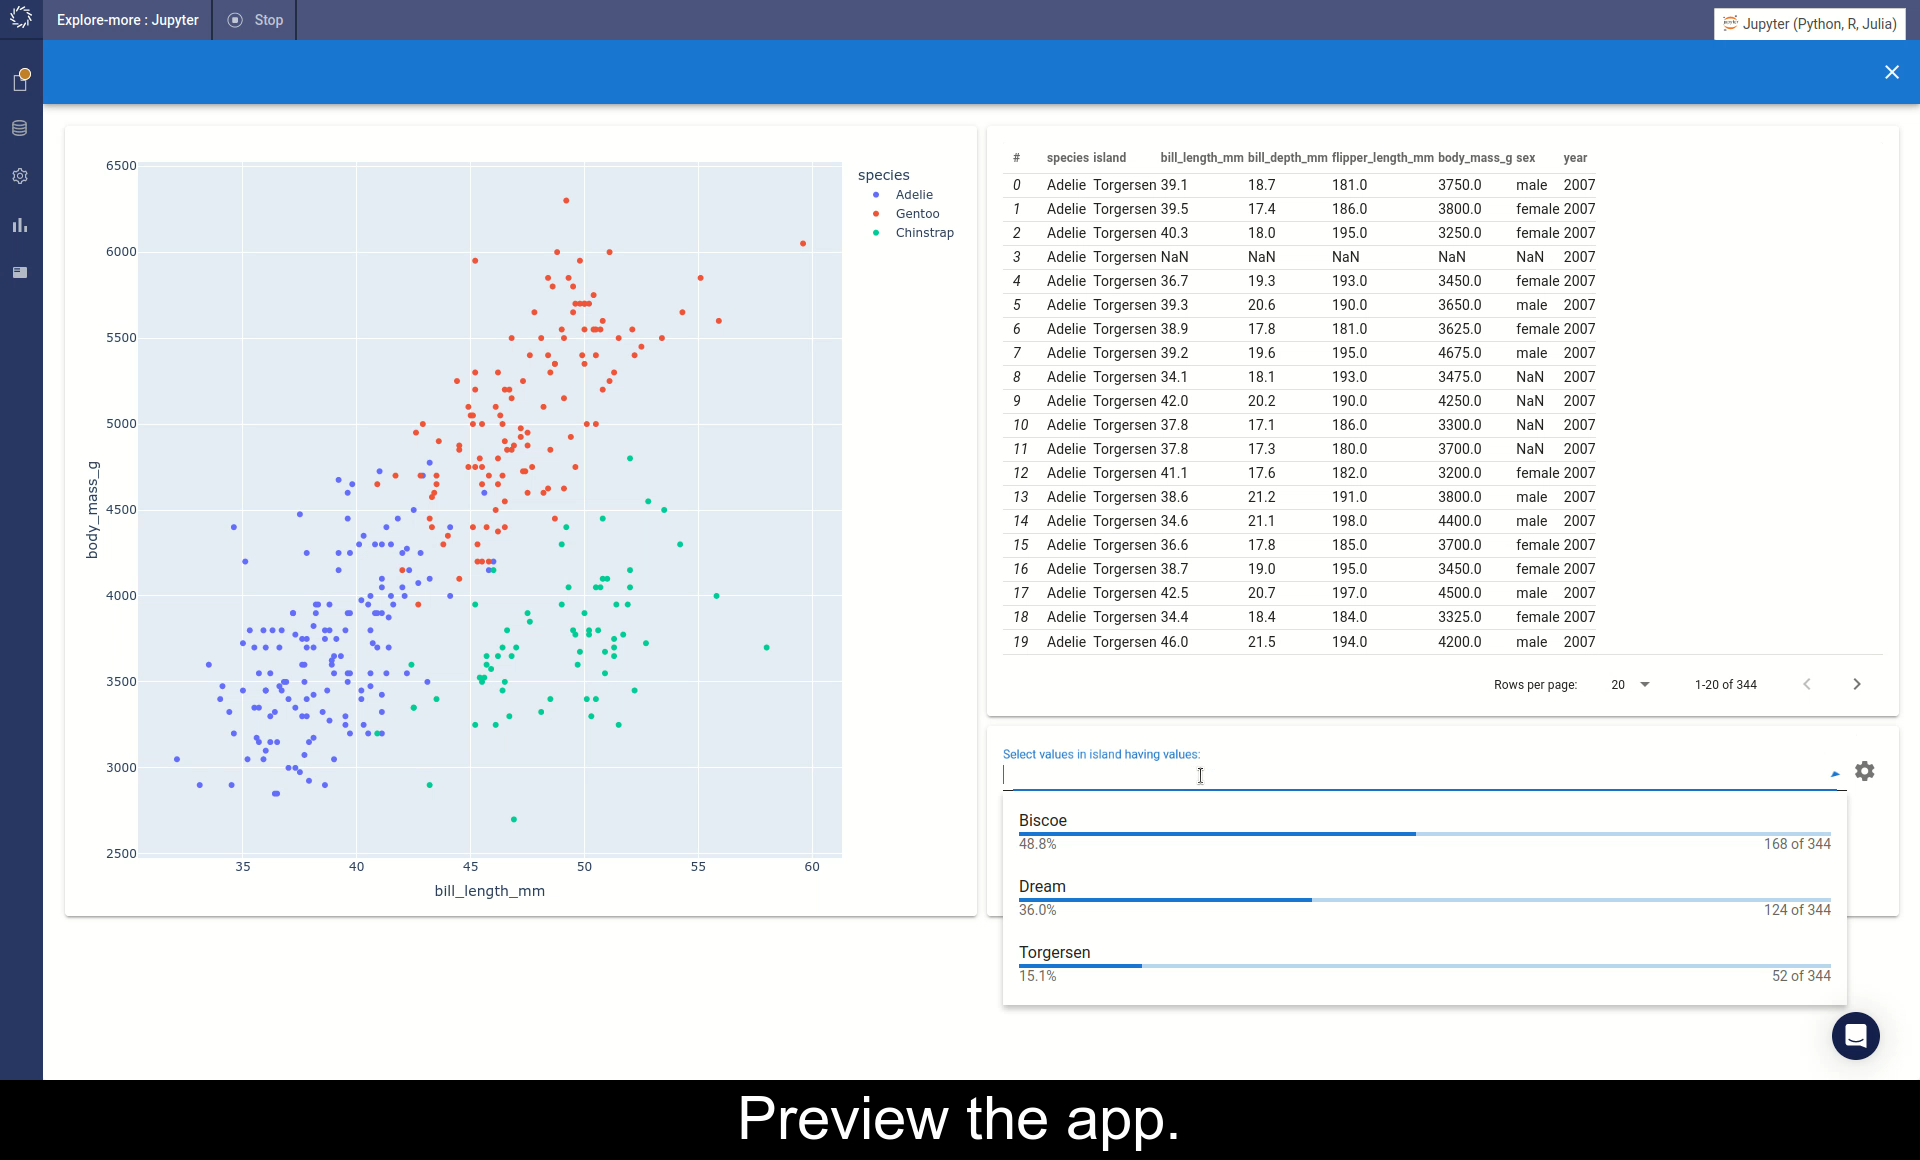 Explore-more : Jupyter
Stop
Jupyter (Python, R, Julia)
6500
6000
5500
5000
4500
4000
3500
3000
2500
body_mass_g
35 40 45 50 55 60
bill_length_mm
species
Adelie
Gentoo
Chinstrap
# species island bill_length_mm bill_depth_mm flipper_length_mm body_mass_g sex year
0 Adelie Torgersen 39.1 18.7 181.0 3750.0 male 2007
1 Adelie Torgersen 39.5 17.4 186.0 3800.0 female 2007
2 Adelie Torgersen 40.3 18.0 195.0 3250.0 female 2007
3 Adelie Torgersen NaN NaN NaN NaN NaN 2007
4 Adelie Torgersen 36.7 19.3 193.0 3450.0 female 2007
5 Adelie Torgersen 39.3 20.6 190.0 3650.0 male 2007
6 Adelie Torgersen 38.9 17.8 181.0 3625.0 female 2007
7 Adelie Torgersen 39.2 19.6 195.0 4675.0 male 2007
8 Adelie Torgersen 34.1 18.1 193.0 3475.0 NaN 2007
9 Adelie Torgersen 42.0 20.2 190.0 4250.0 NaN 2007
10 Adelie Torgersen 37.8 17.1 186.0 3300.0 NaN 2007
11 Adelie Torgersen 37.8 17.3 180.0 3700.0 NaN 2007
12 Adelie Torgersen 41.1 17.6 182.0 3200.0 female 2007
13 Adelie Torgersen 38.6 21.2 191.0 3800.0 male 2007
14 Adelie Torgersen 34.6 21.1 198.0 4400.0 male 2007
15 Adelie Torgersen 36.6 17.8 185.0 3700.0 female 2007
16 Adelie Torgersen 38.7 19.0 195.0 3450.0 female 2007
17 Adelie Torgersen 42.5 20.7 197.0 4500.0 male 2007
18 Adelie Torgersen 34.4 18.4 184.0 3325.0 female 2007
19 Adelie Torgersen 46.0 21.5 194.0 4200.0 male 2007
Rows per page: 20 1-20 of 344
Select values in island having values:
Biscoe
48.8% 168 of 344
Dream
36.0% 124 of 344
Torgersen
15.1% 52 of 344
Preview the app.